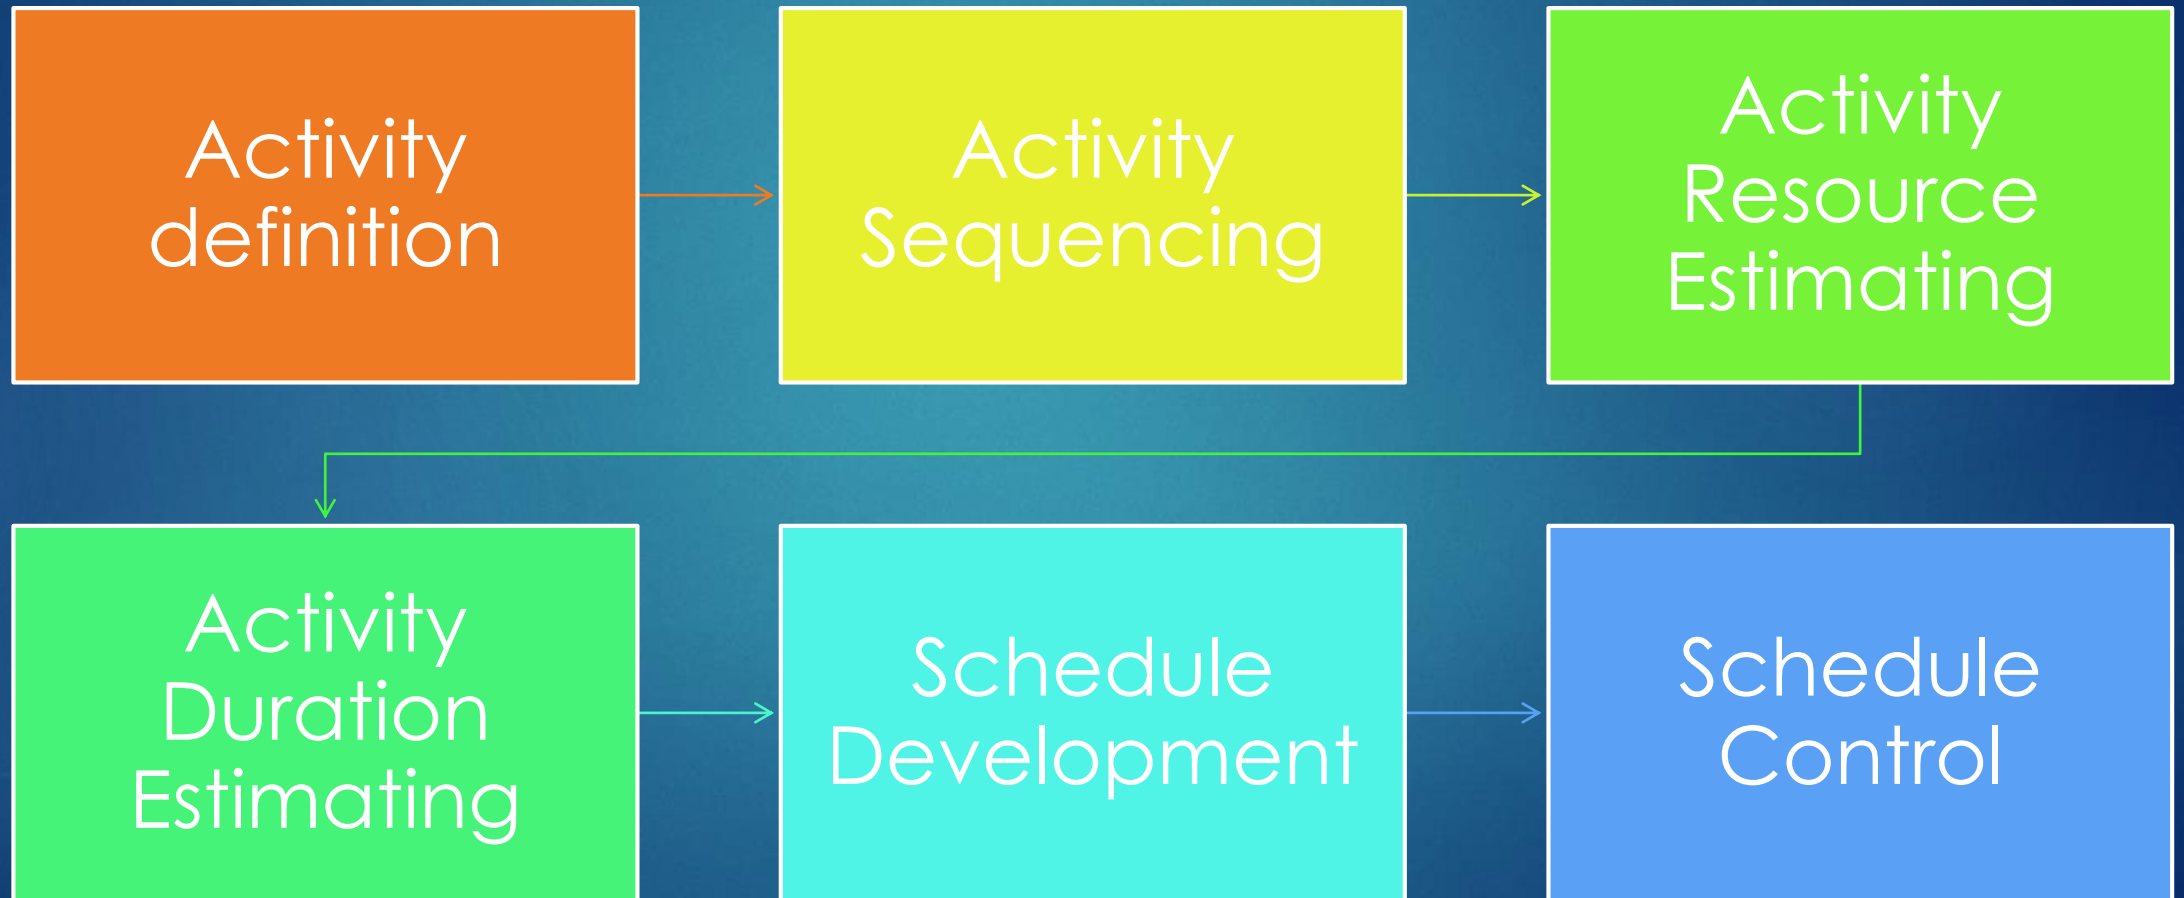 Activity
definition
Activity
Sequencing
Activity
Resource
Estimating
Activity
Duration
Estimating
Schedule
Development
Schedule
Control